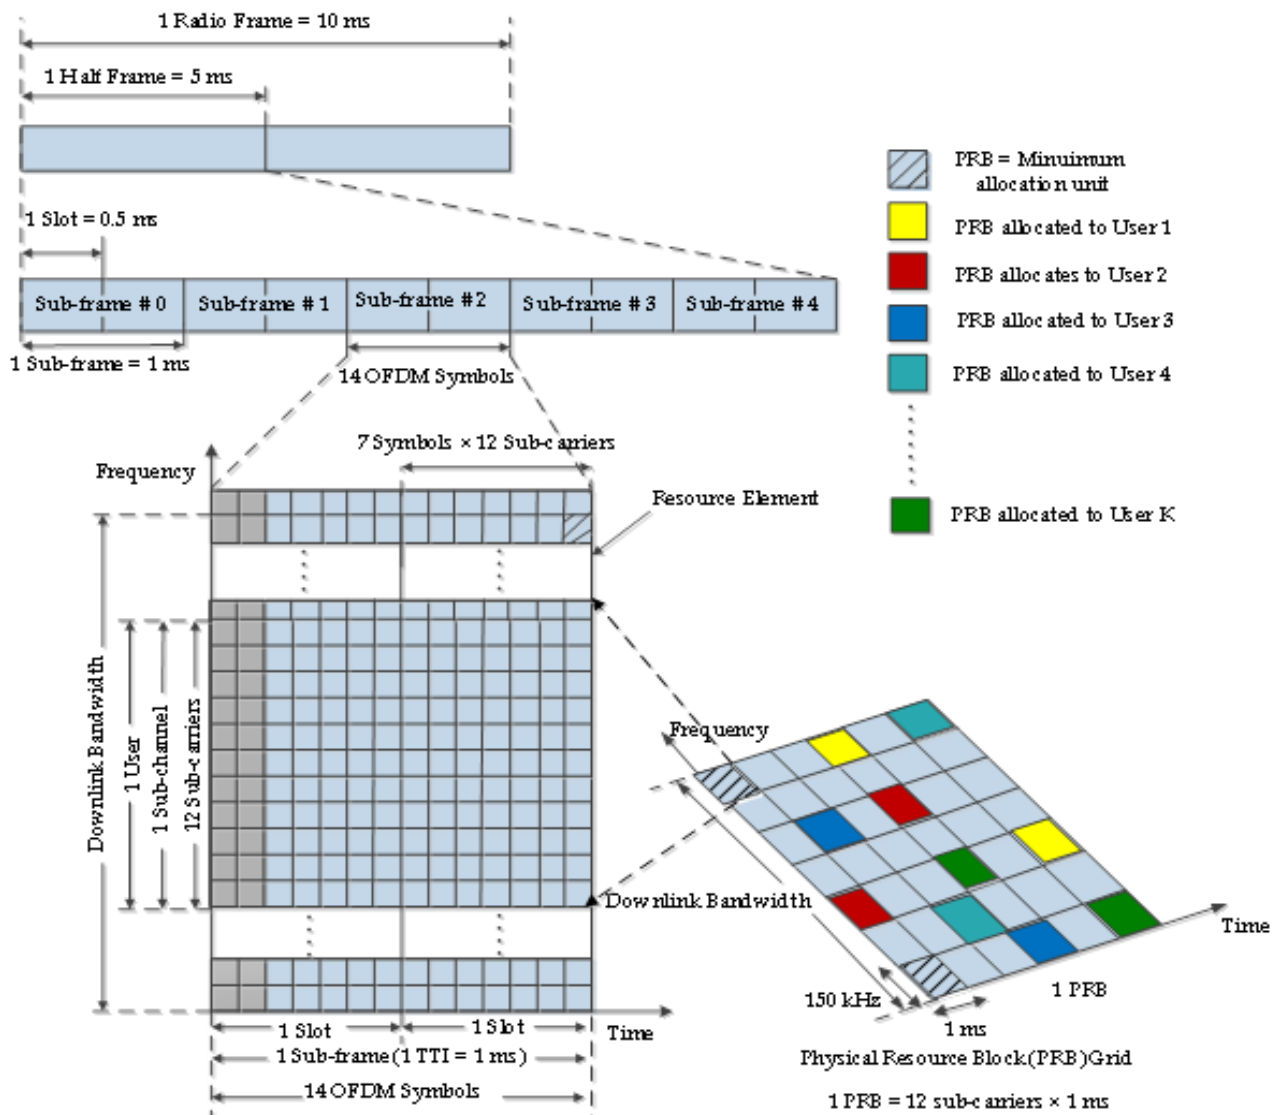 1 Radio Frame = 10 ms
1 Half Frame = 5 ms
1 Slot = 0.5 ms
Sub-frame # 0
Sub-frame # 1
Sub-frame #2
Sub-frame # 3
Sub-frame # 4
1 Sub-frame = 1 ms
14 OFDM Symbols
PRB = Minuimum
allocation unit
PRB allocated to User 1
PRB allocates to User 2
PRB allocated to User 3
PRB allocated to User 4
PRB allocated to User K
7 Symbols × 12 Sub-carriers
Frequency
Resource Element
Downlink Bandwidth
1 User
1 Sub-channel
12 Sub-carriers
1 Slot
1 Slot
Time
1 Sub-frame (1 TTI = 1 ms)
14 OFDM Symbols
Frequency
Downlink Bandwidth
Time
150 kHz
1 PRB
1 ms
Physical Resource Block (PRB) Grid
1 PRB = 12 sub-carriers × 1 ms